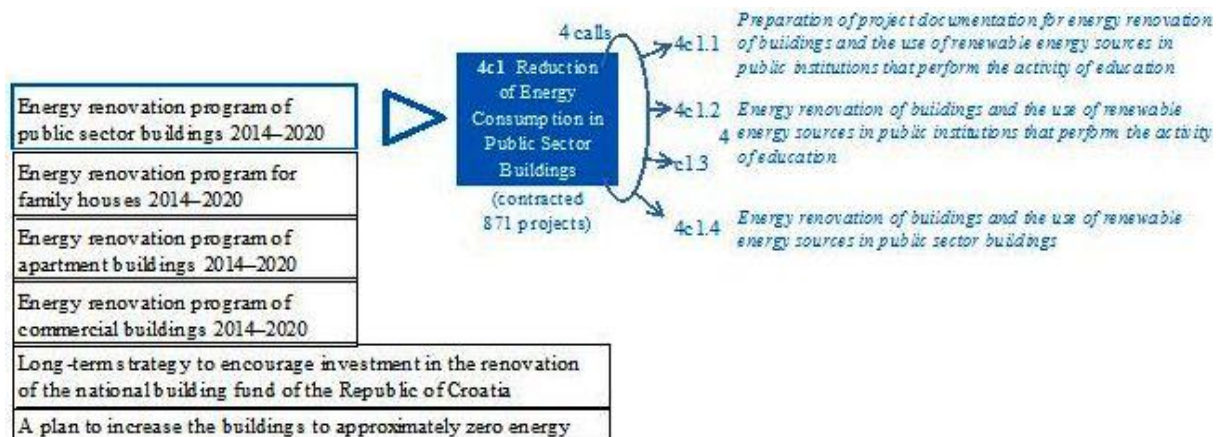 Energy renovation program of
public sector buildings 2014–2020
Energy renovation program for
family houses 2014–2020
Energy renovation program of
apartment buildings 2014–2020
Energy renovation program of
commercial buildings 2014–2020
Long-term strategy to encourage investment in the renovation
of the national building fund of the Republic of Croatia
A plan to increase the buildings to approximately zero energy
4c1 Reduction
of Energy
Consumption in
Public Sector
Buildings
(contracted
871 projects)
4 calls
4c1.1
Preparation of project documentation for energy renovation
of buildings and the use of renewable energy sources in
public institutions that perform the activity of education
4c1.2
Energy renovation of buildings and the use of renewable
energy sources in public institutions that perform the activity
of education
4
c1.3
4c1.4
Energy renovation of buildings and the use of renewable
energy sources in public sector buildings